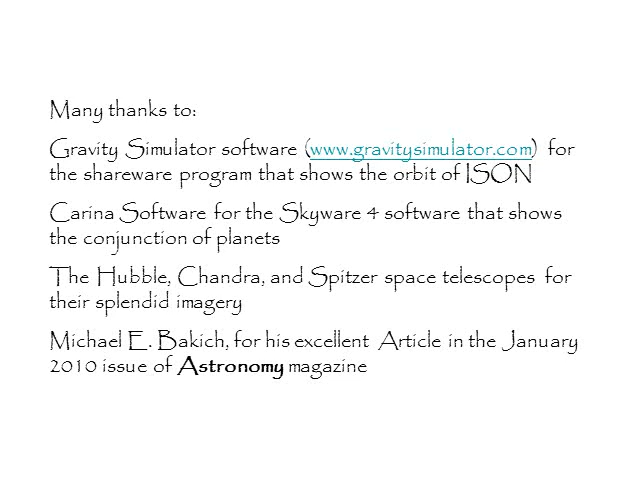 Many thanks to:
Gravity Simulator software (www.gravitysimulator.com) for
the shareware program that shows the orbit of ISON
Carina Software for the Skyware 4 software that shows
the conjunction of planets
The Hubble, Chandra, and Spitzer space telescopes for
their splendid imagery
Michael E. Bakich, for his excellent Article in the January
2010 issue of Astronomy magazine